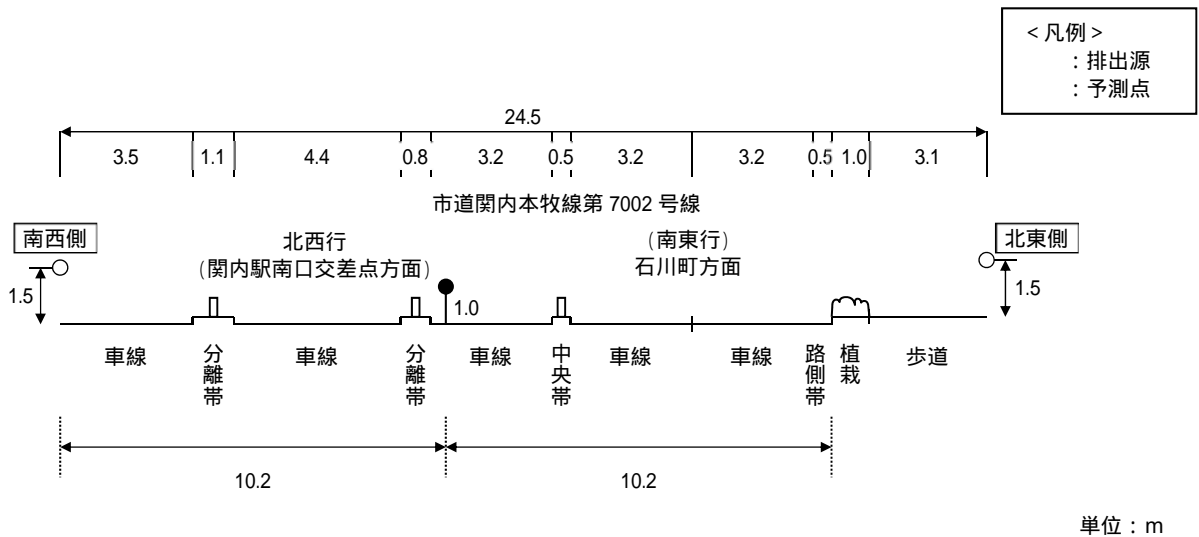 <凡例>
:排出源
:予測点
24.5
3.5 1.1 4.4 0.8 3.2 0.5 3.2 3.2 0.5 1.0 3.1
市道関内本牧線第 7002 号線
南西側
北西行
(関内駅南口交差点方面)
(南東行)
石川町方面
北東側
1.5
1.0
1.5
車線 分離帯 車線 分離帯 車線 中央帯 車線 車線 路側帯 植栽 歩道
10.2 10.2
単位:m